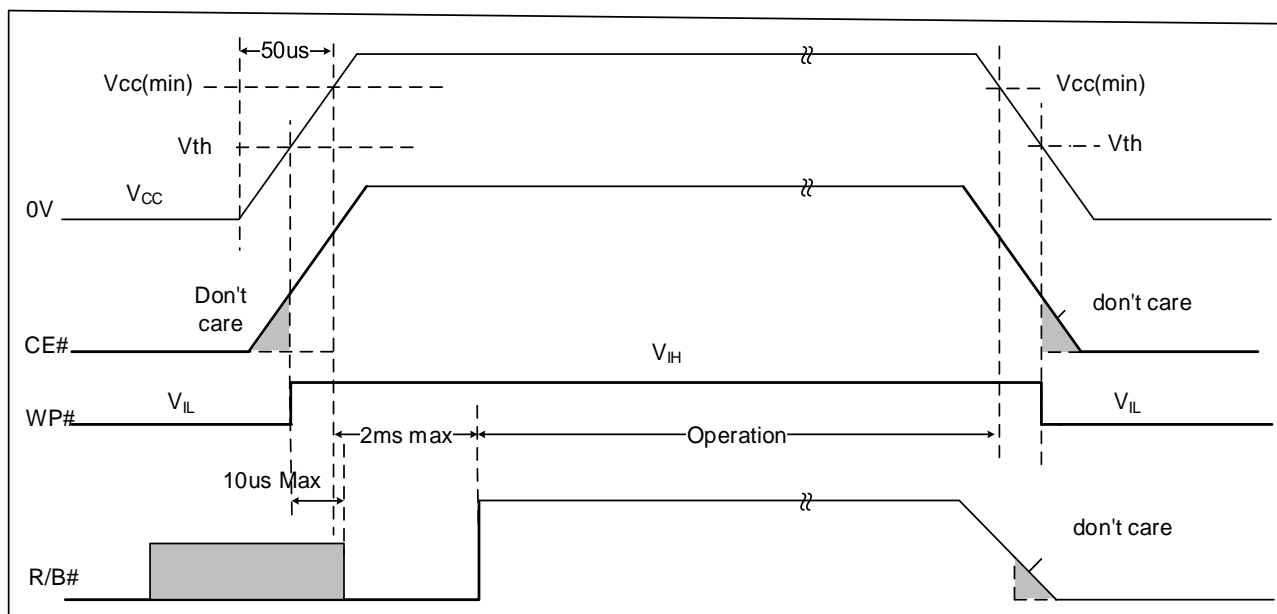 50us
Vcc(min)
Vcc(min)
Vth
Vth
VCC
0V
Don't
care
don't care
CE#
VIH
VIL
VIL
WP#
2ms max
Operation
10us Max
don't care
R/B#